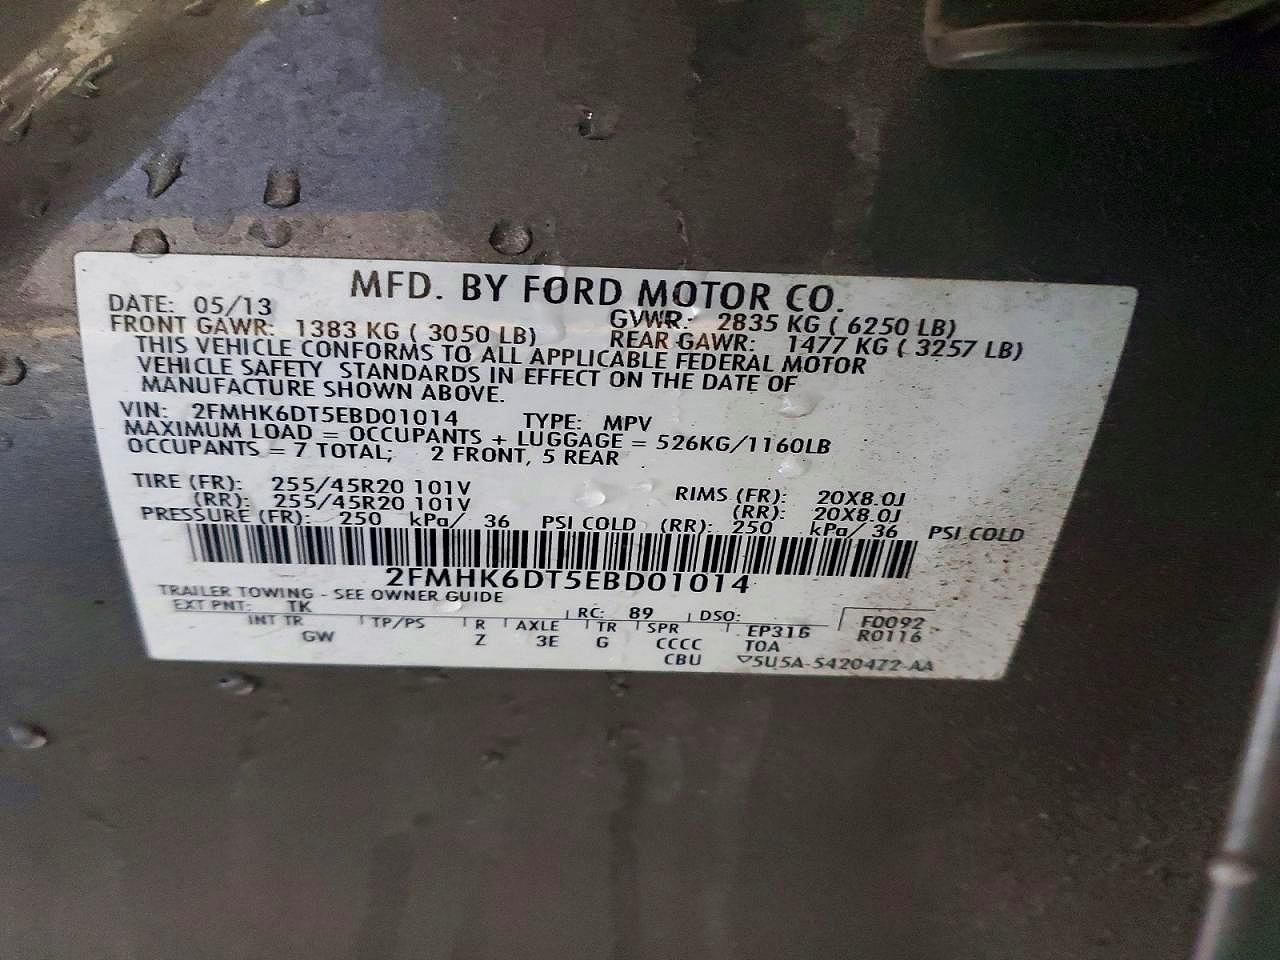 MFD. BY FORD MOTOR CO.
DATE: 05/13 GVWR: 2835 KG ( 6250 LB)
FRONT GAWR: 1383 KG ( 3050 LB) REAR GAWR: 1477 KG ( 3257 LB)
THIS VEHICLE CONFORMS TO ALL APPLICABLE FEDERAL MOTOR
VEHICLE SAFETY STANDARDS IN EFFECT ON THE DATE OF
MANUFACTURE SHOWN ABOVE.
VIN: 2FMHK6DT5EBD01014 TYPE: MPV
MAXIMUM LOAD = OCCUPANTS + LUGGAGE = 526KG/1160LB
OCCUPANTS = 7 TOTAL; 2 FRONT, 5 REAR
TIRE (FR): 255/45R20 101V RIMS (FR): 20X8.0J
(RR): 255/45R20 101V (RR): 20X8.0J
PRESSURE (FR): 250 kPa/ 36 PSI COLD (RR): 250 kPa/36 PSI COLD
2FMHK6DT5EBD01014
TRAILER TOWING - SEE OWNER GUIDE
EXT PNT: TK RC: 89 DSO: F0092
INT TR TP/PS R AXLE TR SPR EP316 R0116
GW Z 3E G CCCC TOA
CBU ▽5U5A-5420472-AA